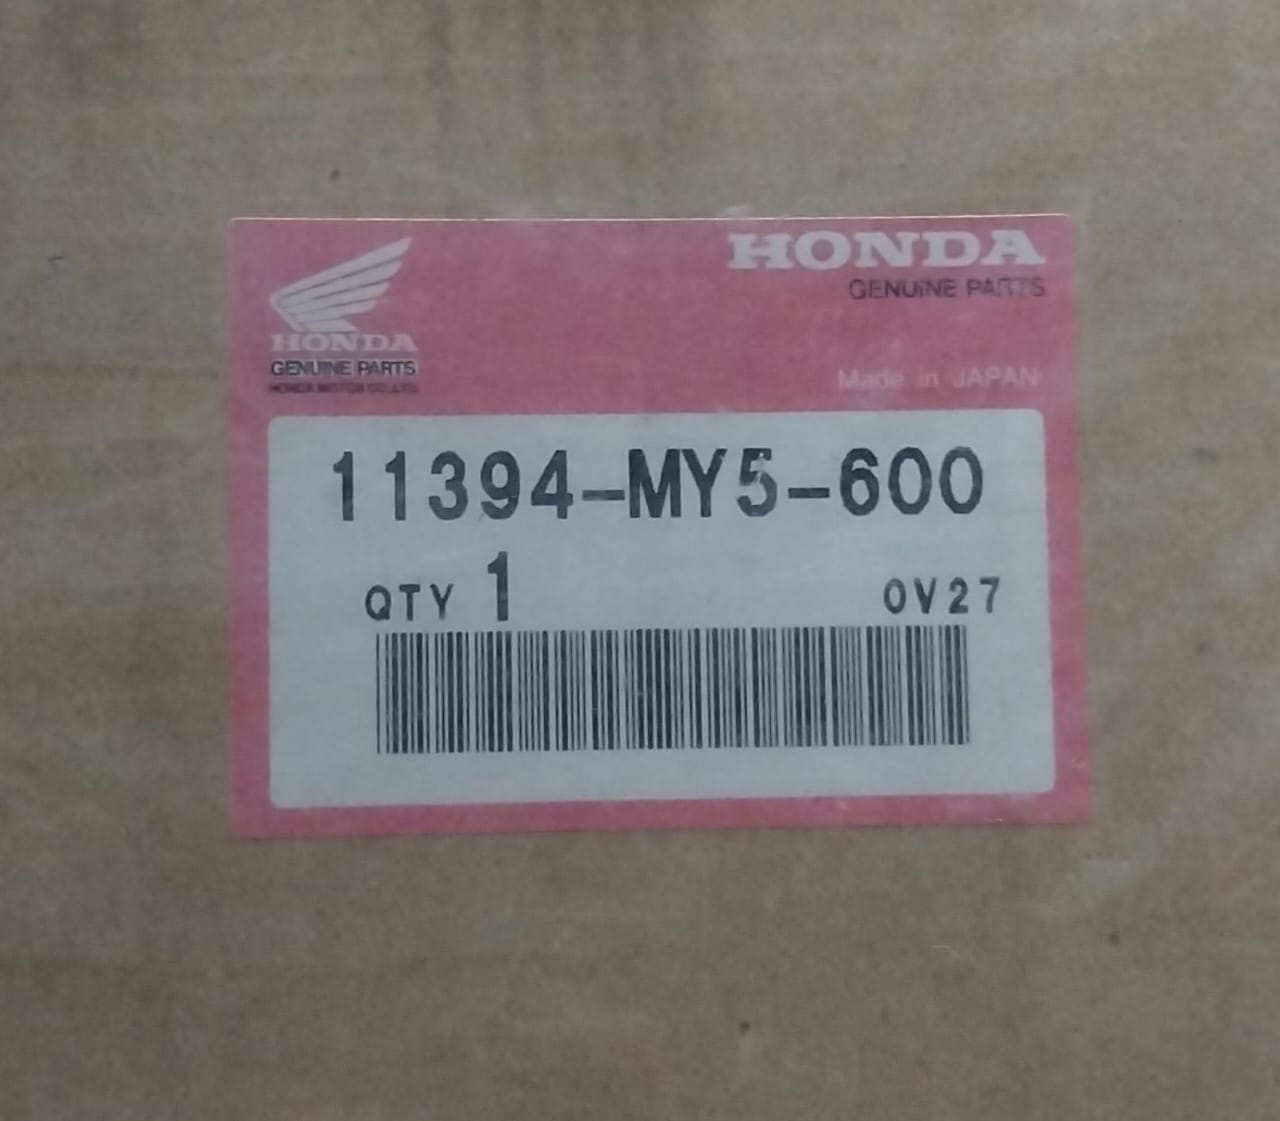 HONDA
GENUINE PARTS
HONDA
GENUINE PARTS
HONDA MOTOR CO.,LTD.
Made in JAPAN
11394-MY5-600
QTY 1
0V27